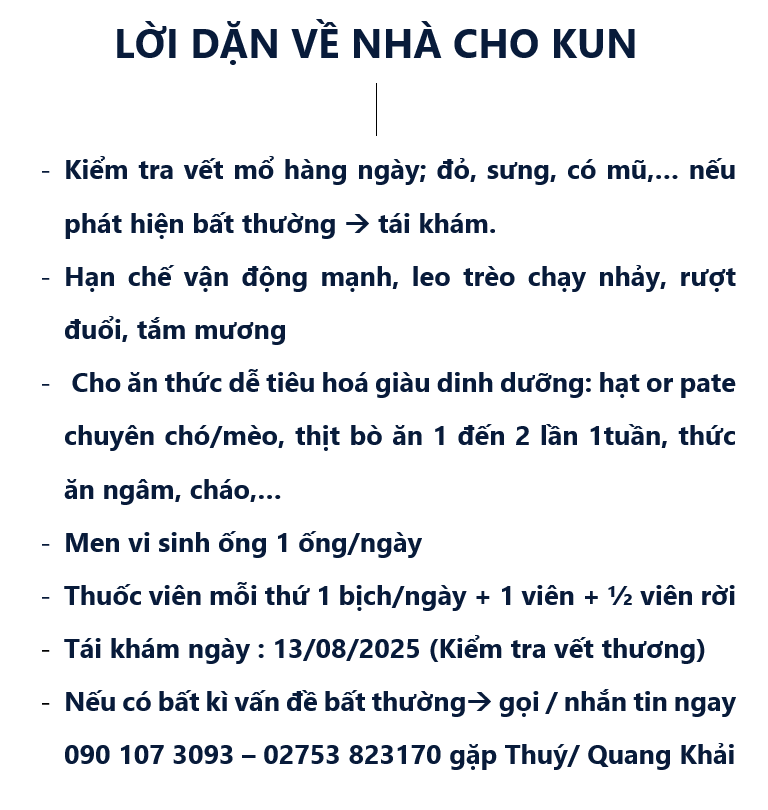 LỜI DẶN VỀ NHÀ CHO KUN
- Kiểm tra vết mổ hàng ngày; đỏ, sưng, có mũ,... nếu
phát hiện bất thường → tái khám.
- Hạn chế vận động mạnh, leo trèo chạy nhảy, rượt
đuổi, tắm mương
- Cho ăn thức dễ tiêu hoá giàu dinh dưỡng: hạt or pate
chuyên chó/mèo, thịt bò ăn 1 đến 2 lần 1tuần, thức
ăn ngâm, cháo,...
- Men vi sinh ống 1 ống/ngày
- Thuốc viên mỗi thứ 1 bịch/ngày + 1 viên + ½ viên rời
- Tái khám ngày : 13/08/2025 (Kiểm tra vết thương)
- Nếu có bất kì vấn đề bất thường→ gọi / nhắn tin ngay
090 107 3093 – 02753 823170 gặp Thuý/ Quang Khải